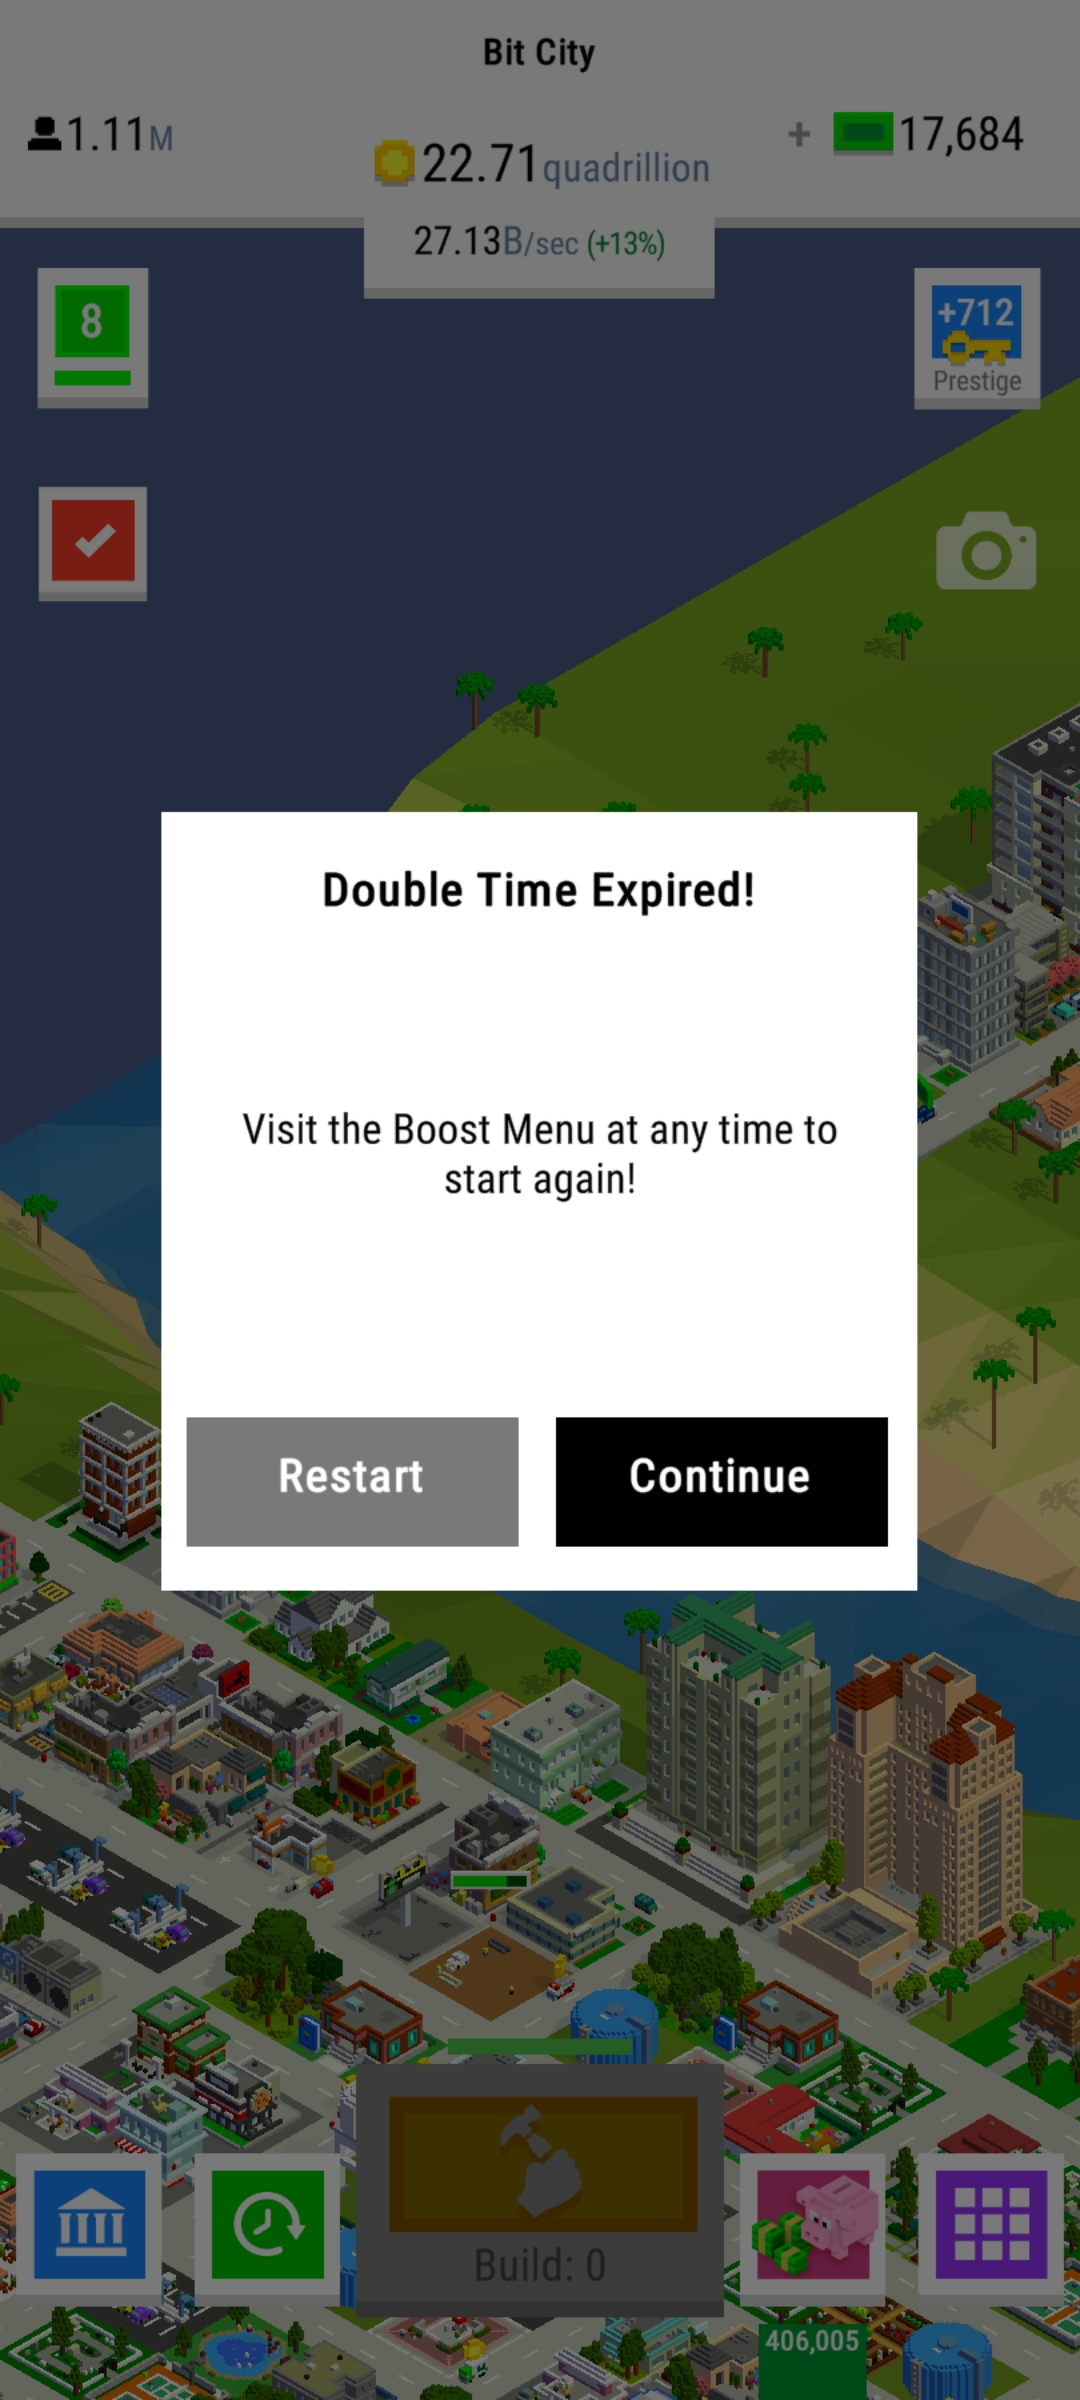 Bit City
1.11M
22.71quadrillion
+ 17,684
27.13B/sec (+13%)
8
+712
Prestige
Double Time Expired!
Visit the Boost Menu at any time to
start again!
Restart
Continue
Build: 0
406,005